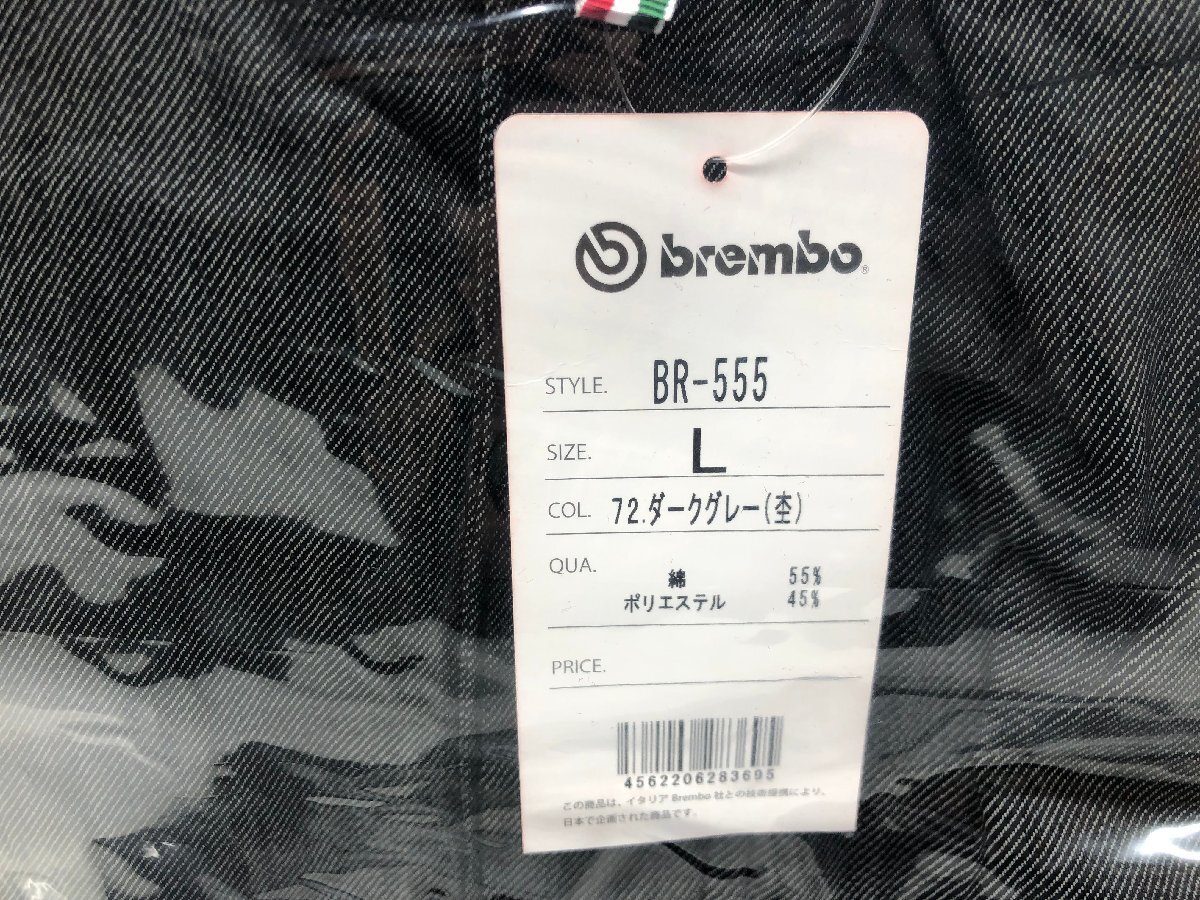 brembo®
STYLE. BR-555
SIZE. L
COL. 72.ダークグレー(杢)
QUA. 綿 55%
ポリエステル 45%
PRICE.
4562206283695
この商品は、イタリアBrembo社との技術提携により、
日本で企画された商品です。